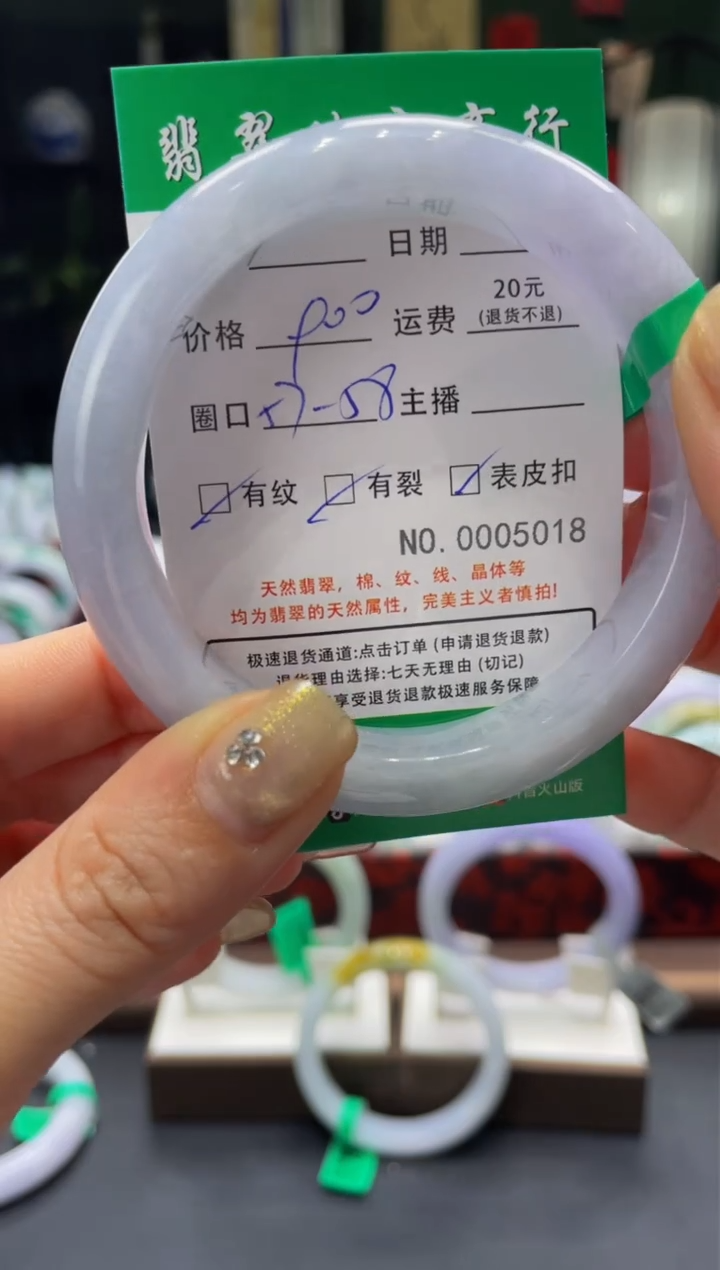 翡翠
日期
价格 900 运费 20元
(退货不退)
圈口 57-58 主播
有纹 有裂 表皮扣
NO.0005018
天然翡翠，棉、纹、线、晶体等
均为翡翠的天然属性，完美主义者慎拍!
极速退货通道:点击订单(申请退货退款)
退货理由选择:七天无理由(切记)
享受退货退款极速服务保障
火山版